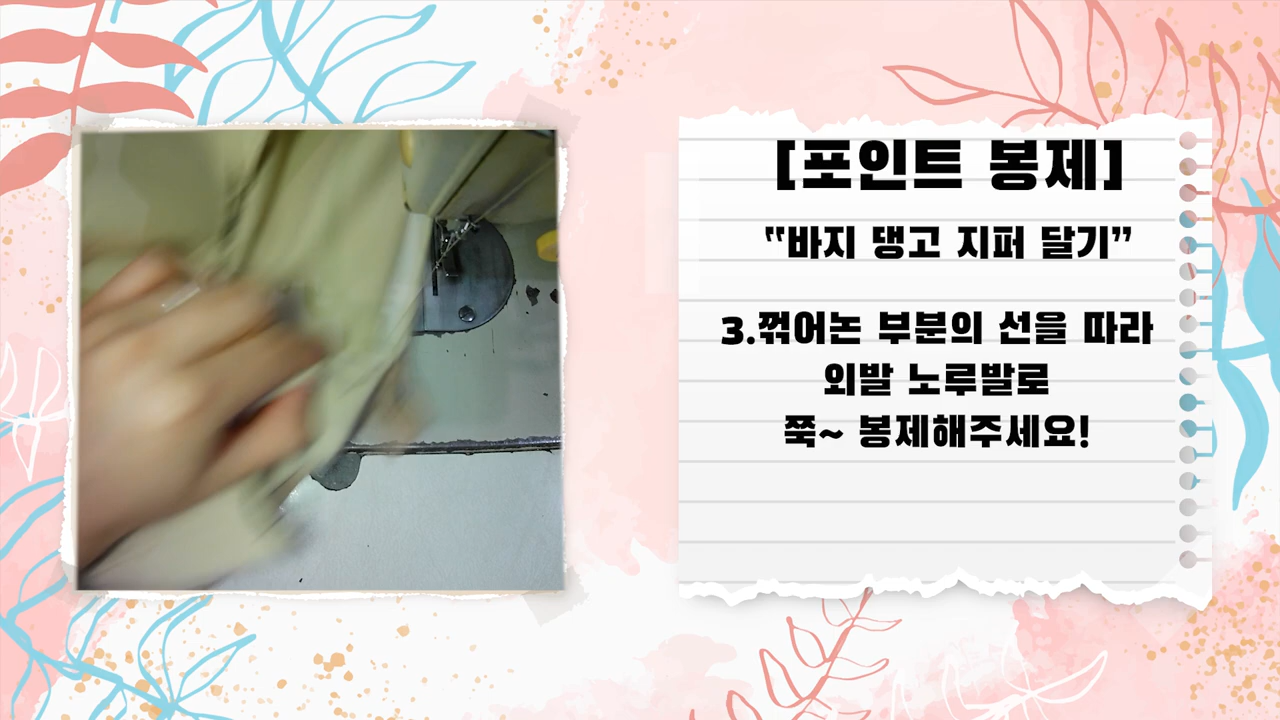 [포인트 봉제]
“바지 댕고 지퍼 달기”
3.꺾어논 부분의 선을 따라
외발 노루발로
쭉~ 봉제해주세요!